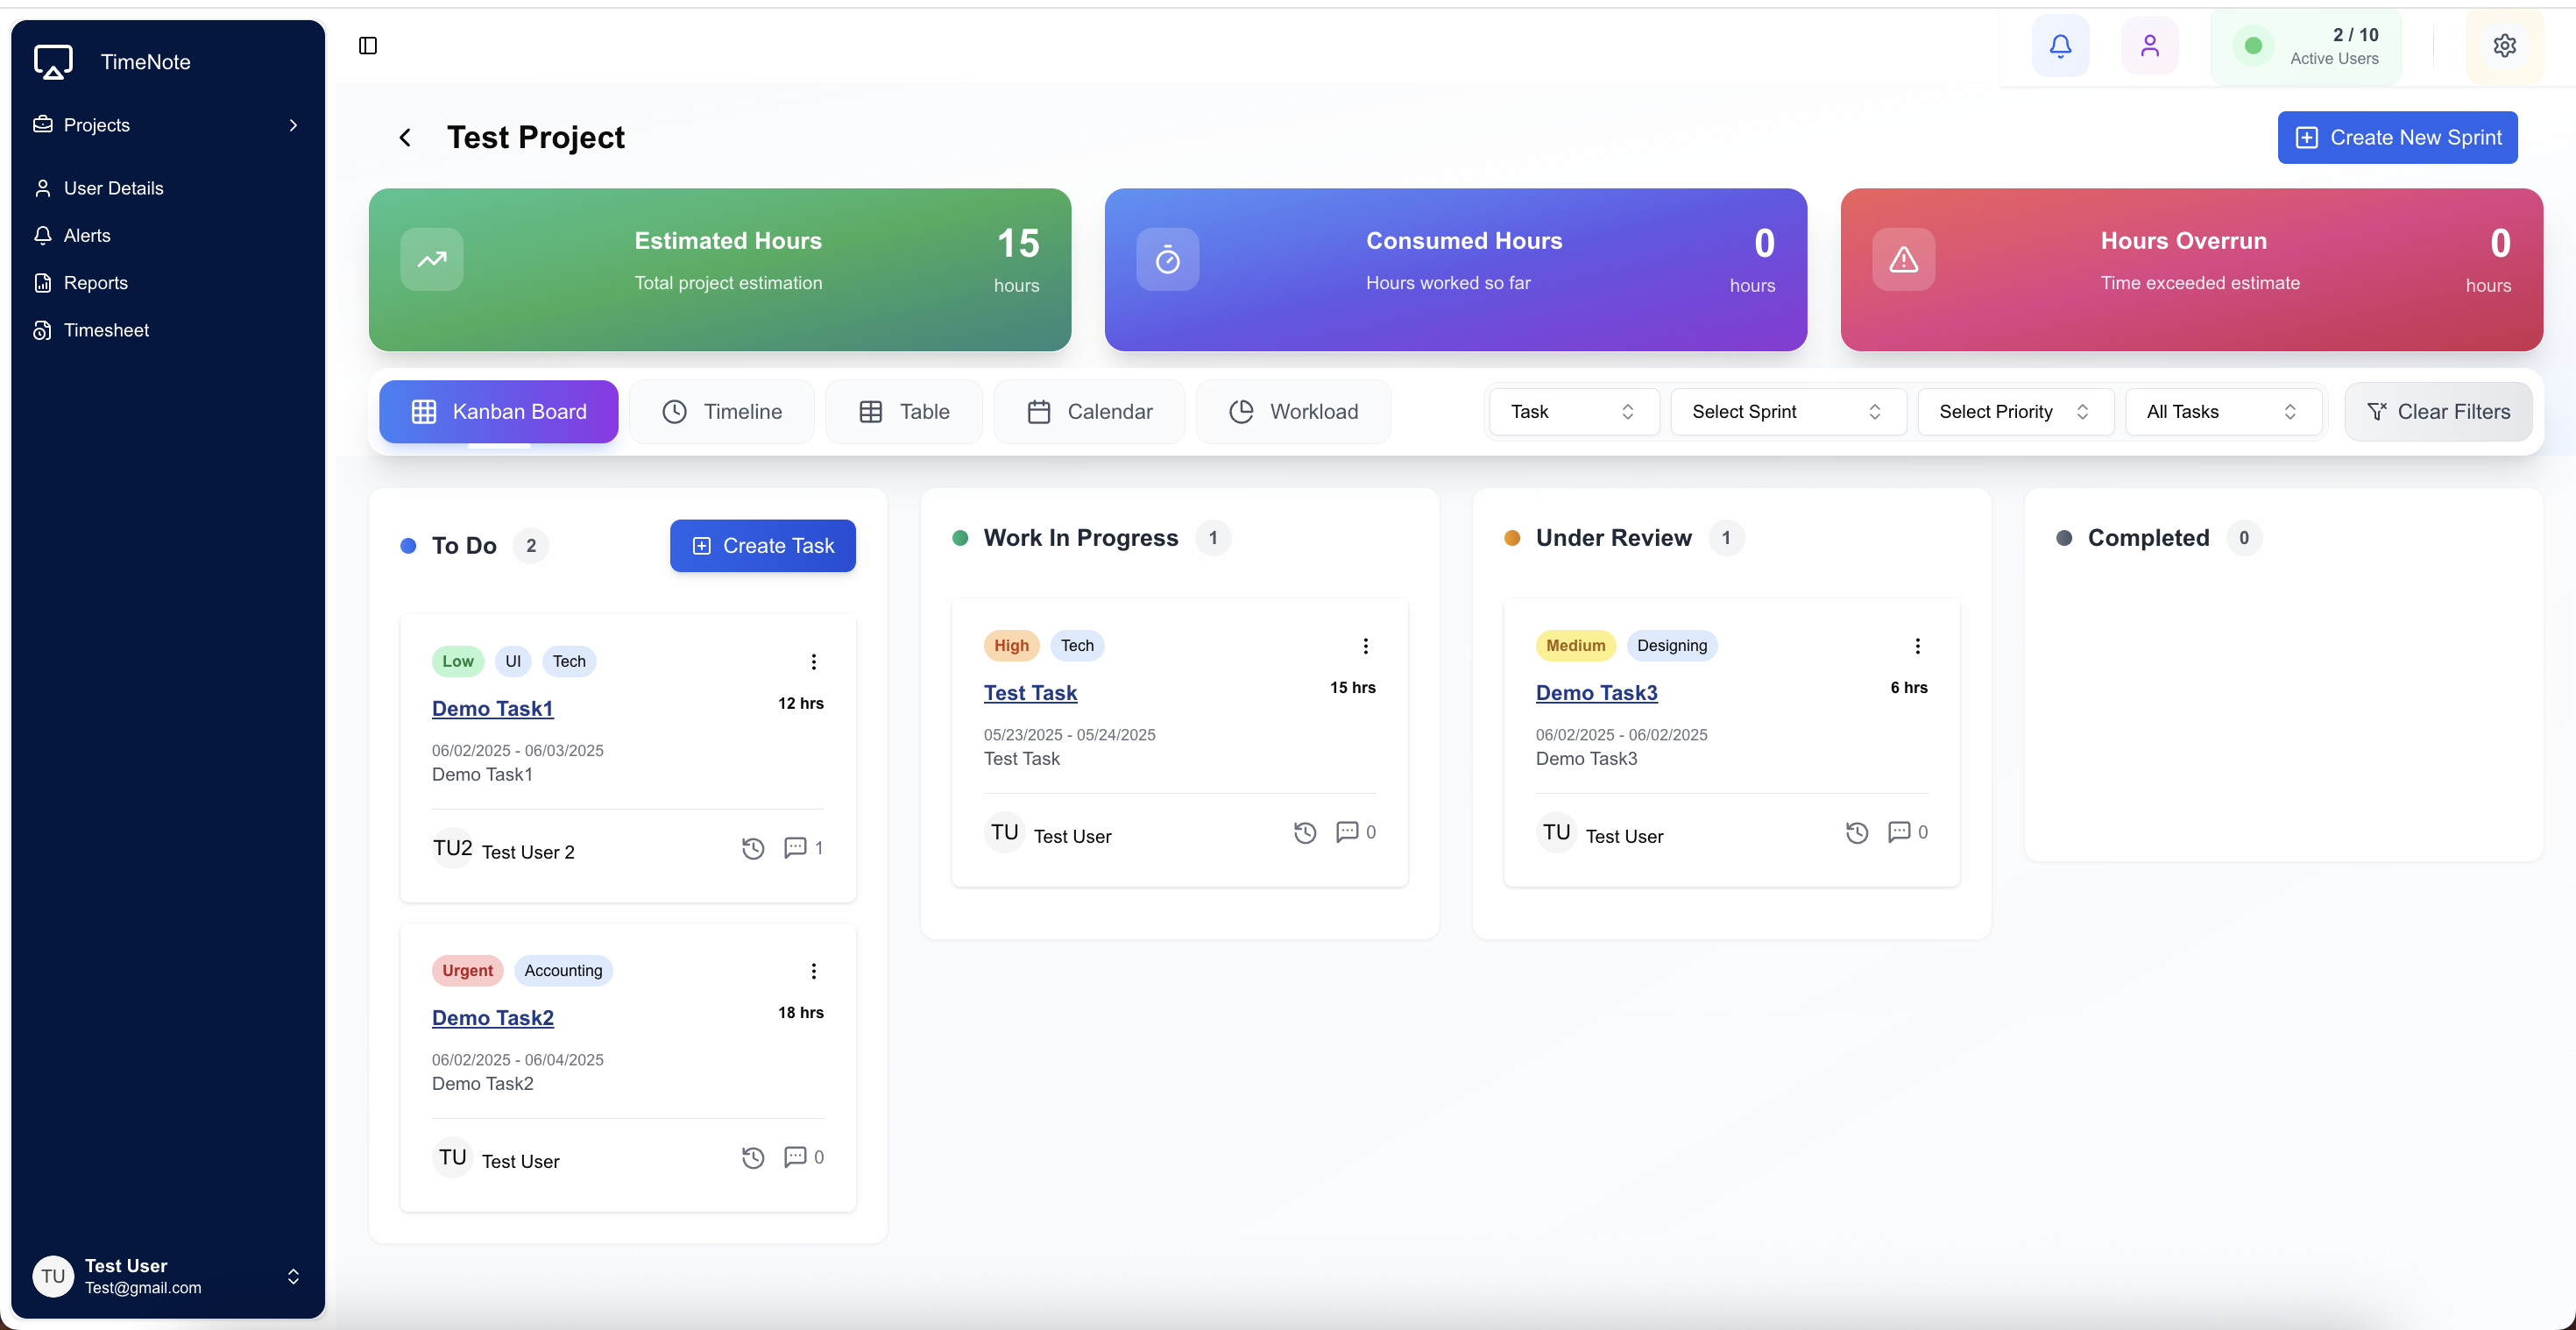 TimeNote
Projects
User Details
Alerts
Reports
Timesheet
Test User
Test@gmail.com
TU
2 / 10
Active Users
Test Project
Create New Sprint
Estimated Hours
Total project estimation
15
hours
Consumed Hours
Hours worked so far
0
hours
Hours Overrun
Time exceeded estimate
0
hours
Kanban Board
Timeline
Table
Calendar
Workload
Task
Select Sprint
Select Priority
All Tasks
Clear Filters
To Do 2
Create Task
Low UI Tech
Demo Task1
12 hrs
06/02/2025 - 06/03/2025
Demo Task1
TU2 Test User 2
1
Urgent Accounting
Demo Task2
18 hrs
06/02/2025 - 06/04/2025
Demo Task2
TU Test User
0
Work In Progress 1
High Tech
Test Task
15 hrs
05/23/2025 - 05/24/2025
Test Task
TU Test User
0
Under Review 1
Medium Designing
Demo Task3
6 hrs
06/02/2025 - 06/02/2025
Demo Task3
TU Test User
0
Completed 0